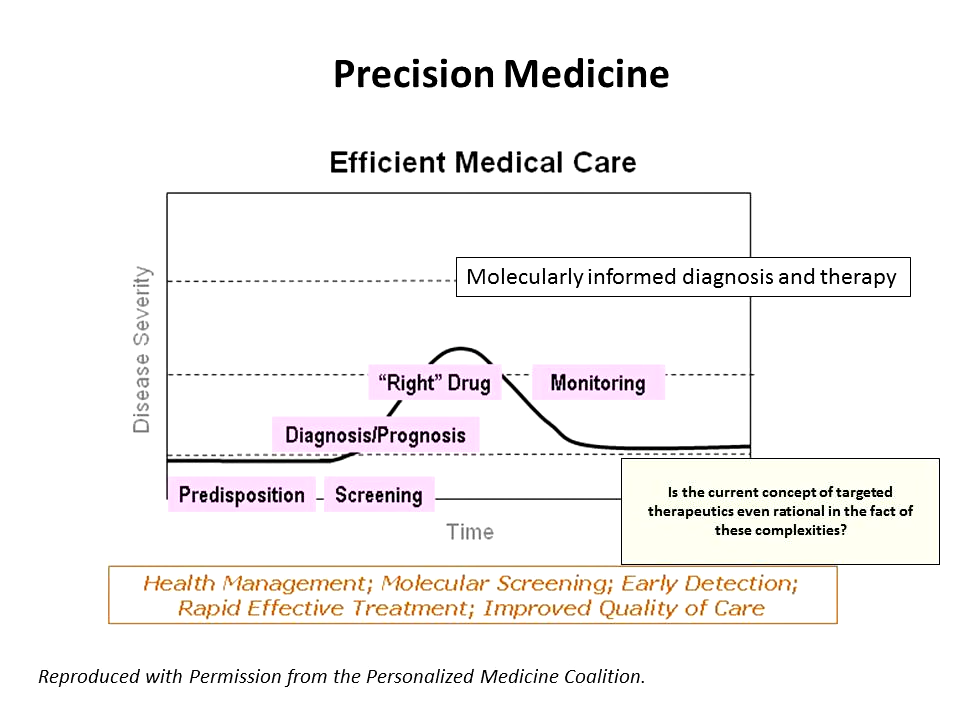 Precision Medicine
Efficient Medical Care
Molecularly informed diagnosis and therapy
Disease Severity
“Right” Drug
Monitoring
Diagnosis/Prognosis
Predisposition
Screening
Time
Is the current concept of targeted
therapeutics even rational in the fact of
these complexities?
Health Management; Molecular Screening; Early Detection;
Rapid Effective Treatment; Improved Quality of Care
Reproduced with Permission from the Personalized Medicine Coalition.